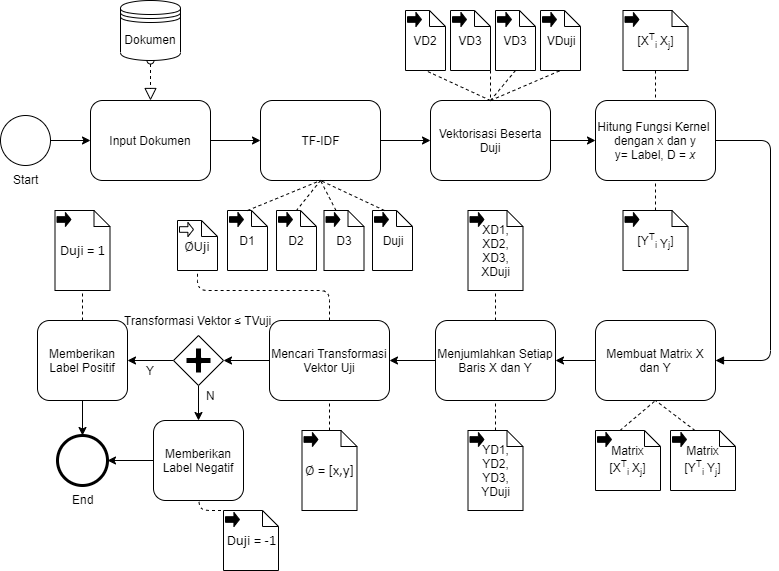 Dokumen
VD2
VD3
VD3
VDuji
[XTi Xj]
Start
Input Dokumen
TF-IDF
Vektorisasi Beserta
Duji
Hitung Fungsi Kernel
dengan x dan y
y= Label, D = x
Duji = 1
ØUji
D1
D2
D3
Duji
XD1,
XD2,
XD3,
XDuji
[YTi Yj]
Transformasi Vektor ≤ TVuji
Memberikan
Label Positif
Y
N
Mencari Transformasi
Vektor Uji
Menjumlahkan Setiap
Baris X dan Y
Membuat Matrix X
dan Y
End
Memberikan
Label Negatif
Ø = [x,y]
YD1,
YD2,
YD3,
YDuji
Matrix
[XTi Xj]
Matrix
[YTi Yj]
Duji = -1